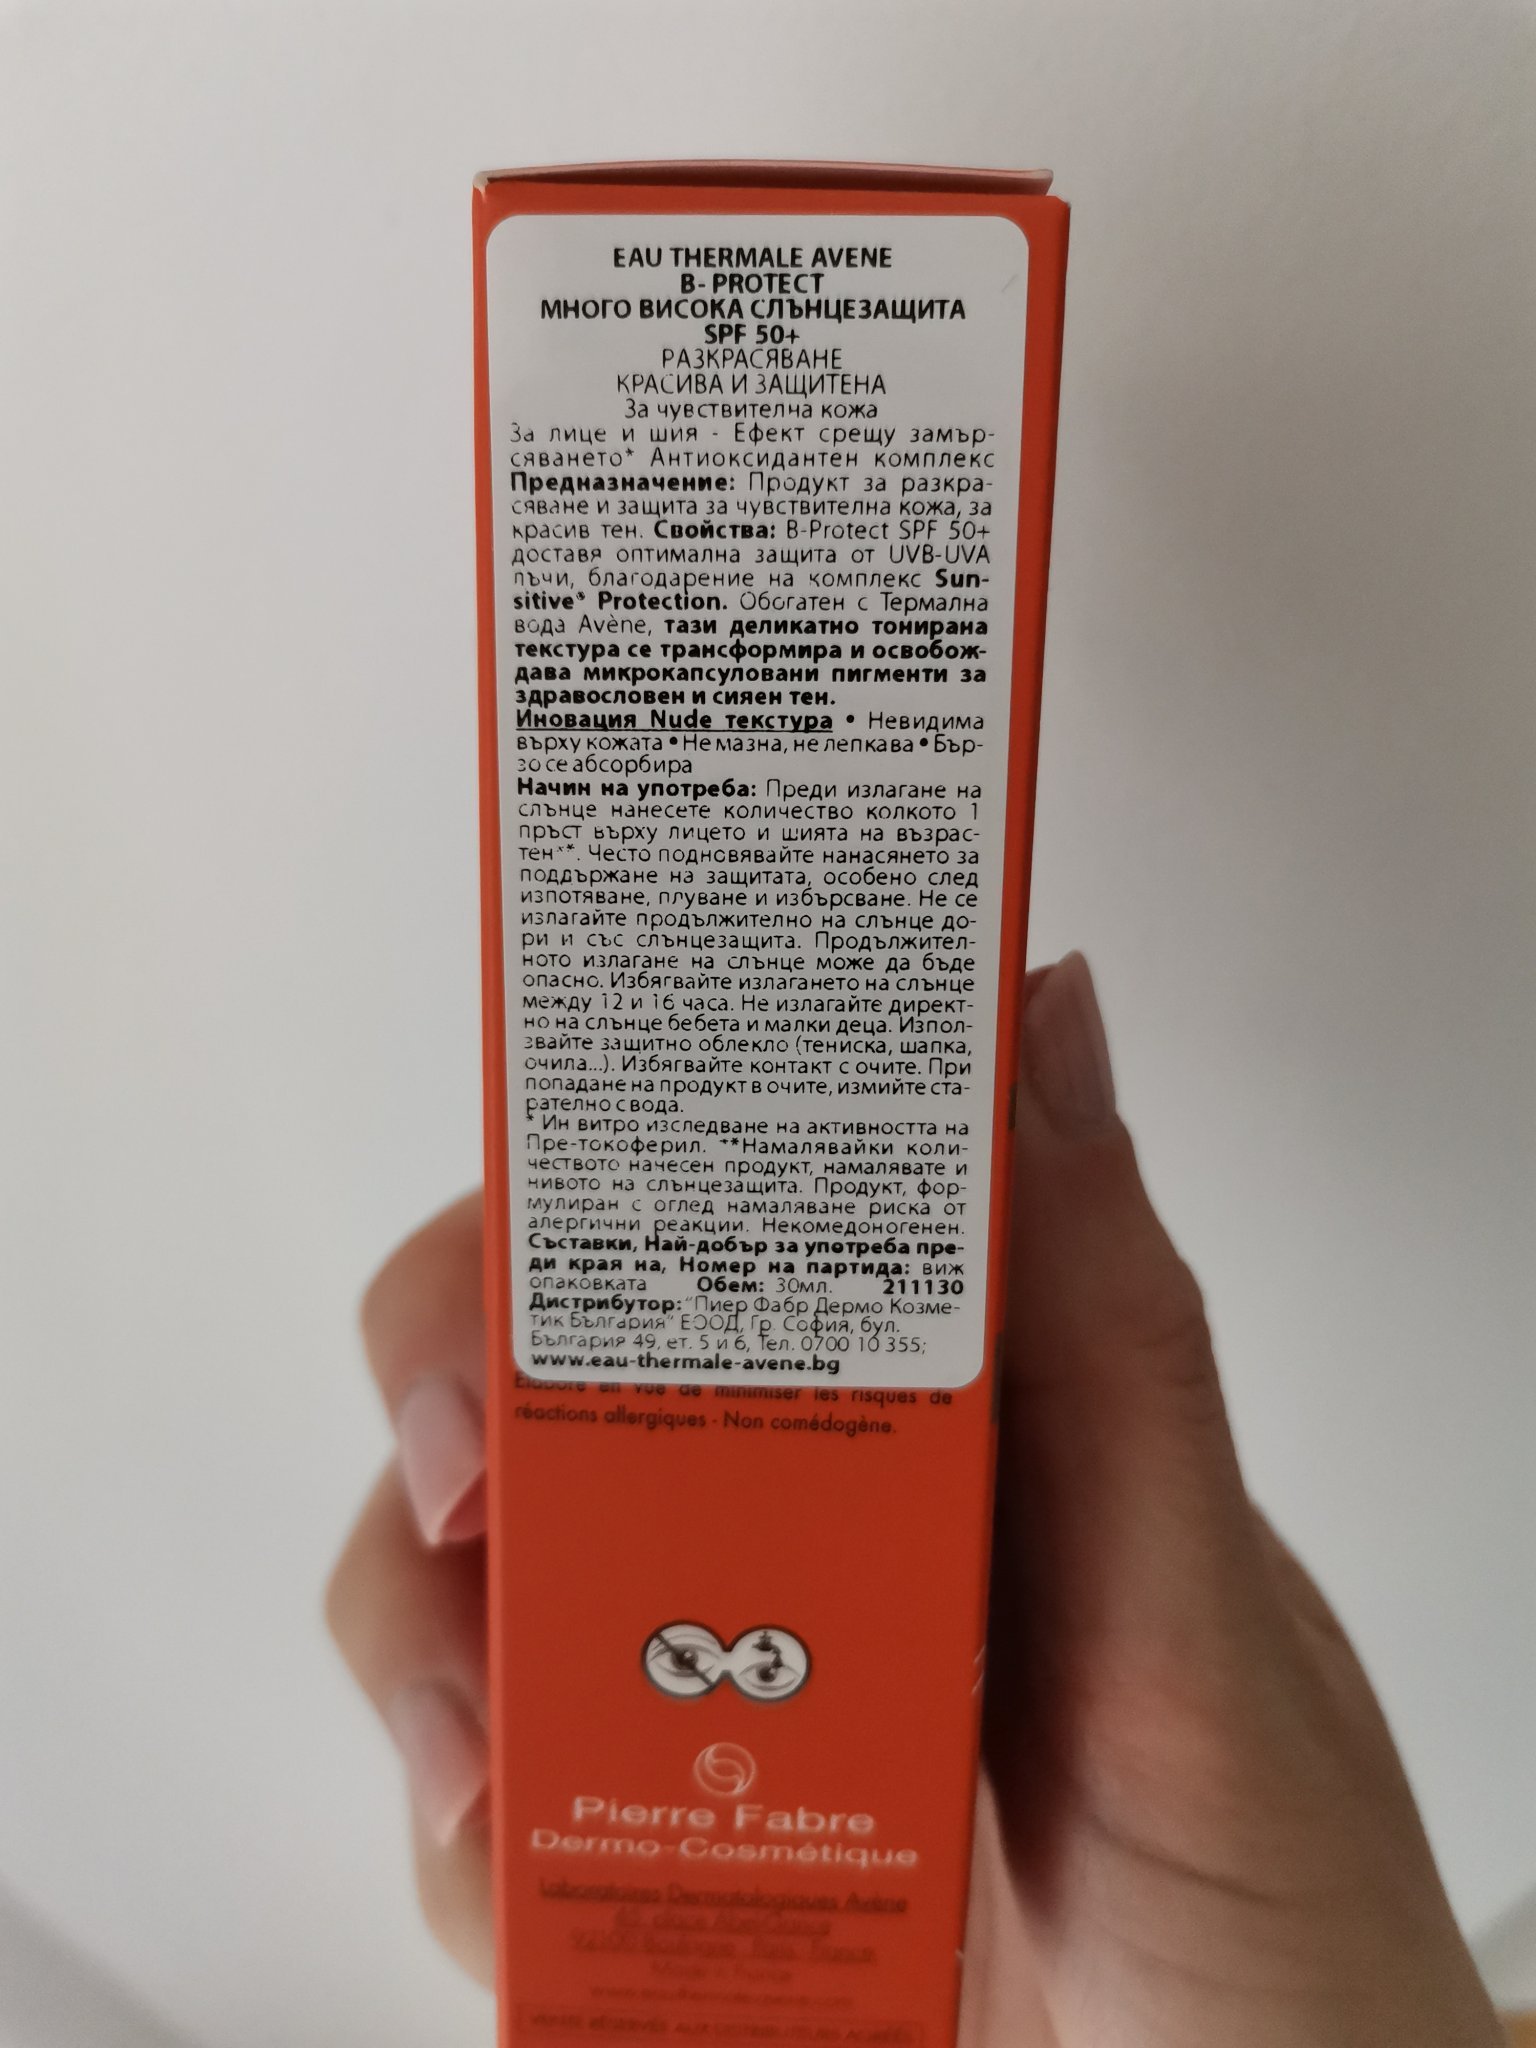 EAU THERMALE AVENE
B- PROTECT
МНОГО ВИСОКА СЛЪНЦЕЗАЩИТА
SPF 50+
РАЗКРАСЯВАНЕ
КРАСИВА И ЗАЩИТЕНА
За чувствителна кожа
За лице и шия - Ефект срещу замър-
сяването* Антиоксидантен комплекс
Предназначение: Продукт за разкра-
сяване и защита за чувствителна кожа, за
красив тен. Свойства: B-Protect SPF 50+
доставя оптимална защита от UVB-UVA
лъчи, благодарение на комплекс Sun-
sitive® Protection. Обогатен с Термална
вода Avène, тази деликатно тонирана
текстура се трансформира и освобож-
дава микрокапсуловани пигменти за
здравословен и сияен тен.
Иновация Nude текстура • Невидима
върху кожата • Не мазна, не лепкава • Бър-
зо се абсорбира
Начин на употреба: Преди излагане на
слънце нанесете количество колкото 1
пръст върху лицето и шията на възрас-
тен**. Често подновявайте нанасянето за
поддържане на защитата, особено след
изпотяване, плуване и избърсване. Не се
излагайте продължително на слънце до-
ри и със слънцезащита. Продължител-
ното излагане на слънце може да бъде
опасно. Избягвайте излагането на слънце
между 12 и 16 часа. Не излагайте директ-
но на слънце бебета и малки деца. Изпол-
звайте защитно облекло (тениска, шапка,
очила...). Избягвайте контакт с очите. При
попадане на продукт в очите, измийте ста-
рателно с вода.
* Ин витро изследване на активността на
Пре-токоферил. **Намалявайки коли-
чеството нанесен продукт, намалявате и
нивото на слънцезащита. Продукт, фор-
мулиран с оглед намаляване риска от
алергични реакции. Некомедоногенен.
Съставки, Най-добър за употреба пре-
ди края на, Номер на партида: виж
опаковката Обем: 30мл. 211130
Дистрибутор: "Пиер Фабр Дермо Козме-
тик България" ЕООД, Гр. София, бул.
България 49, ет. 5 и 6, Тел. 0700 10 355;
www.eau-thermale-avene.bg
Elaboré en vue de minimiser les risques de
réactions allergiques - Non comédogène.
Pierre Fabre
Dermo-Cosmétique
Laboratoires Dermatologiques Avène
Made in France